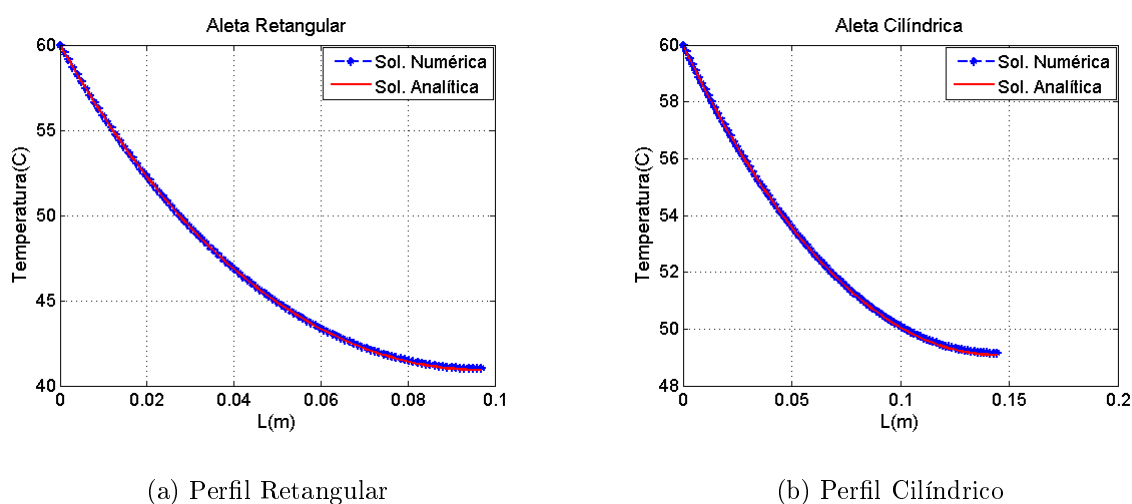 Aleta Retangular
60
55
50
45
40
Temperatura(C)
Sol. Numérica
Sol. Analítica
0
0.02
0.04
0.06
0.08
0.1
L(m)
(a) Perfil Retangular
Aleta Cilíndrica
60
58
56
54
52
50
48
Temperatura(C)
Sol. Numérica
Sol. Analítica
0
0.05
0.1
0.15
0.2
L(m)
(b) Perfil Cilíndrico